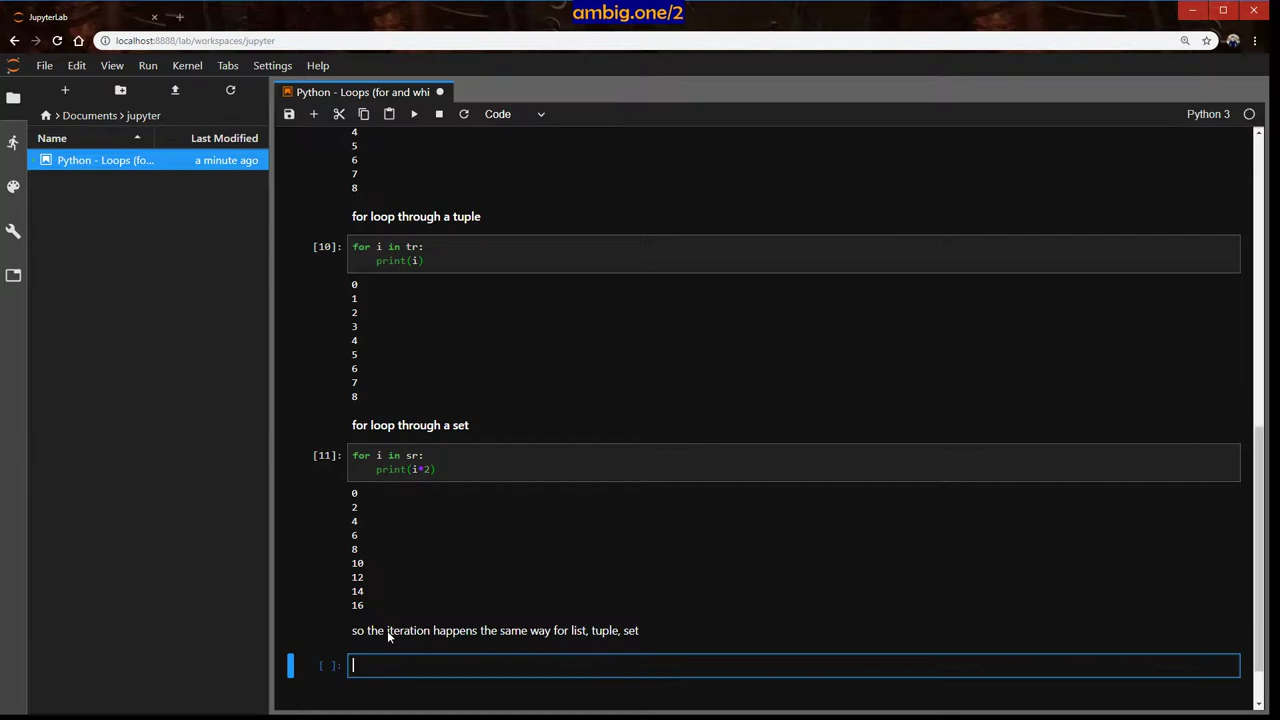 ambig.one/2
JupyterLab
localhost:8888/lab/workspaces/jupyter
File Edit View Run Kernel Tabs Settings Help
Python - Loops (for and whi
Code
Python 3
Documents jupyter
Name Last Modified
Python - Loops (fo... a minute ago
4
5
6
7
8
for loop through a tuple
[10]: for i in tr:
print(i)
0
1
2
3
4
5
6
7
8
for loop through a set
[11]: for i in sr:
print(i*2)
0
2
4
6
8
10
12
14
16
so the iteration happens the same way for list, tuple, set
[ ]: